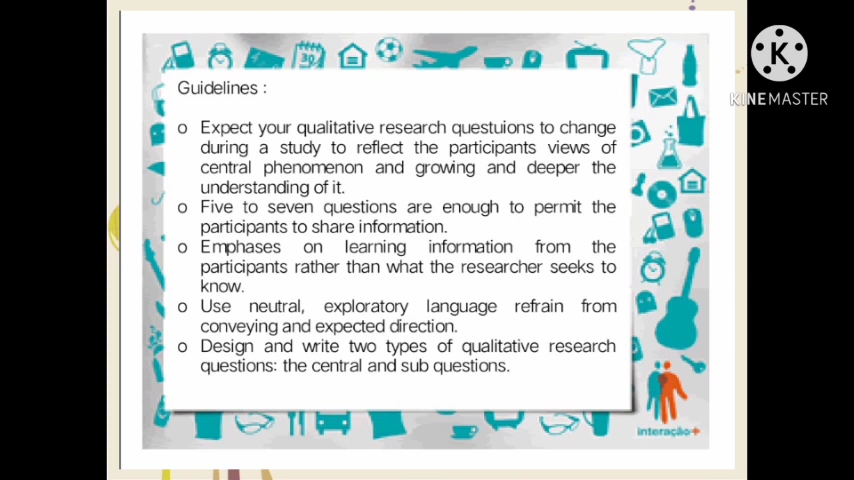 Guidelines :
o Expect your qualitative research questuions to change
during a study to reflect the participants views of
central phenomenon and growing and deeper the
understanding of it.
o Five to seven questions are enough to permit the
participants to share information.
o Emphases on learning information from the
participants rather than what the researcher seeks to
know.
o Use neutral, exploratory language refrain from
conveying and expected direction.
o Design and write two types of qualitative research
questions: the central and sub questions.
30
interação+
K
KINEMASTER